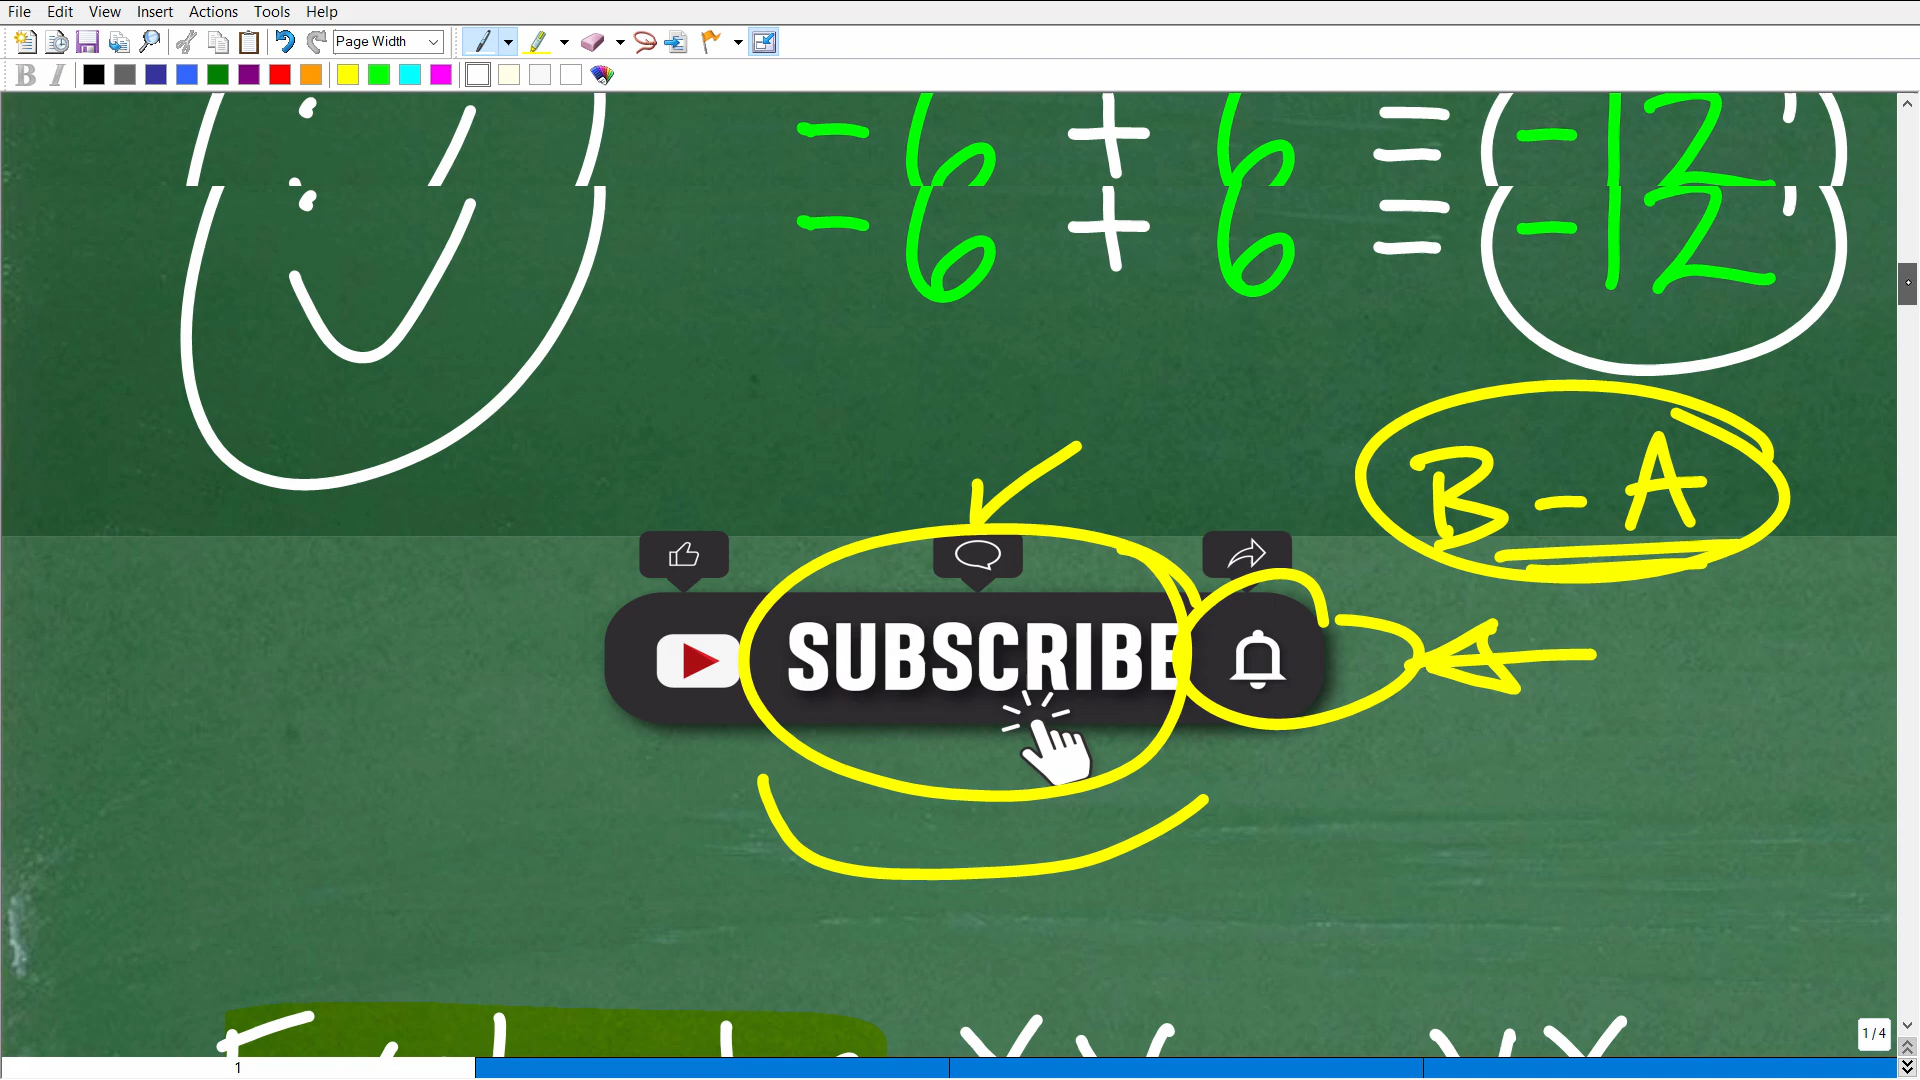 File Edit View Insert Actions Tools Help
Page Width
B I
- 6 + 6 = -12
- 6 + 6 = -12
B - A
SUBSCRIBE
1 / 4
1